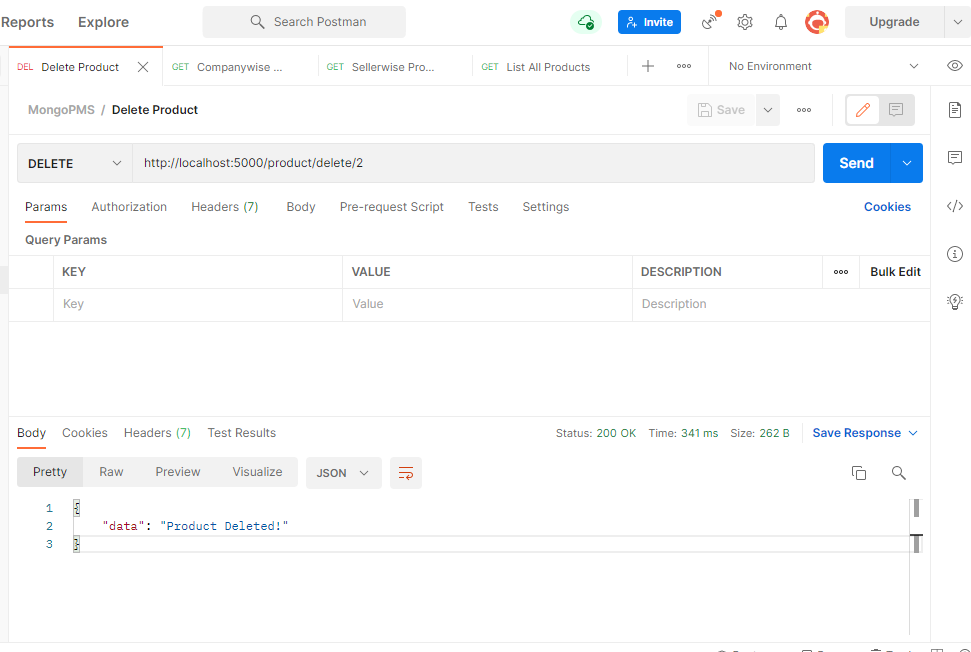 Reports Explore Search Postman Invite Upgrade
DEL Delete Product GET Companywise ... GET Sellerwise Pro... GET List All Products No Environment
MongoPMS / Delete Product Save
DELETE http://localhost:5000/product/delete/2 Send
Params Authorization Headers (7) Body Pre-request Script Tests Settings Cookies
Query Params
KEY VALUE DESCRIPTION Bulk Edit
Key Value Description
Body Cookies Headers (7) Test Results Status: 200 OK Time: 341 ms Size: 262 B Save Response
Pretty Raw Preview Visualize JSON
1 {
2 "data": "Product Deleted!"
3 }